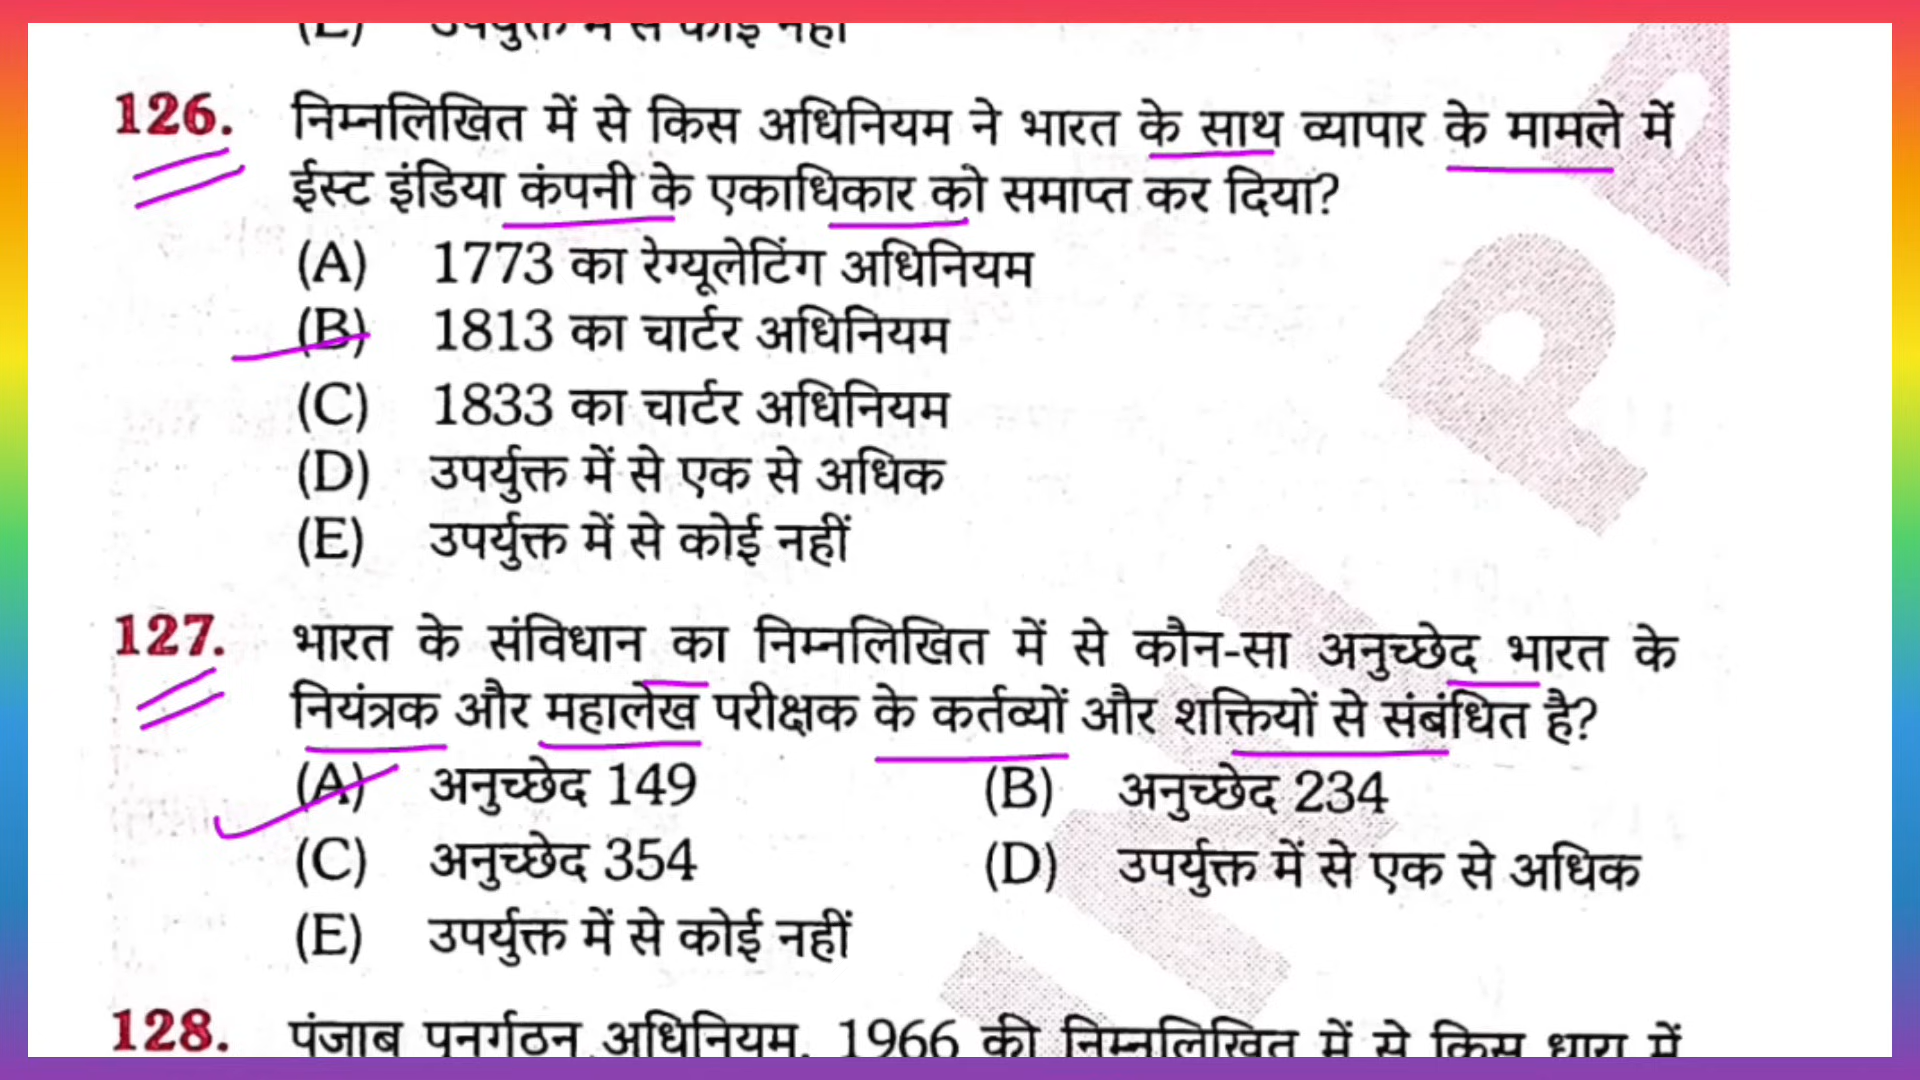 (E) उपर्युक्त में से कोई नहीं
126. निम्नलिखित में से किस अधिनियम ने भारत के साथ व्यापार के मामले में
ईस्ट इंडिया कंपनी के एकाधिकार को समाप्त कर दिया?
(A) 1773 का रेग्यूलेटिंग अधिनियम
(B) 1813 का चार्टर अधिनियम
(C) 1833 का चार्टर अधिनियम
(D) उपर्युक्त में से एक से अधिक
(E) उपर्युक्त में से कोई नहीं
127. भारत के संविधान का निम्नलिखित में से कौन-सा अनुच्छेद भारत के
नियंत्रक और महालेख परीक्षक के कर्तव्यों और शक्तियों से संबंधित है?
(A) अनुच्छेद 149 (B) अनुच्छेद 234
(C) अनुच्छेद 354 (D) उपर्युक्त में से एक से अधिक
(E) उपर्युक्त में से कोई नहीं
128. पंजाब पुनर्गठन अधिनियम, 1966 की निम्नलिखित में से किस धारा में